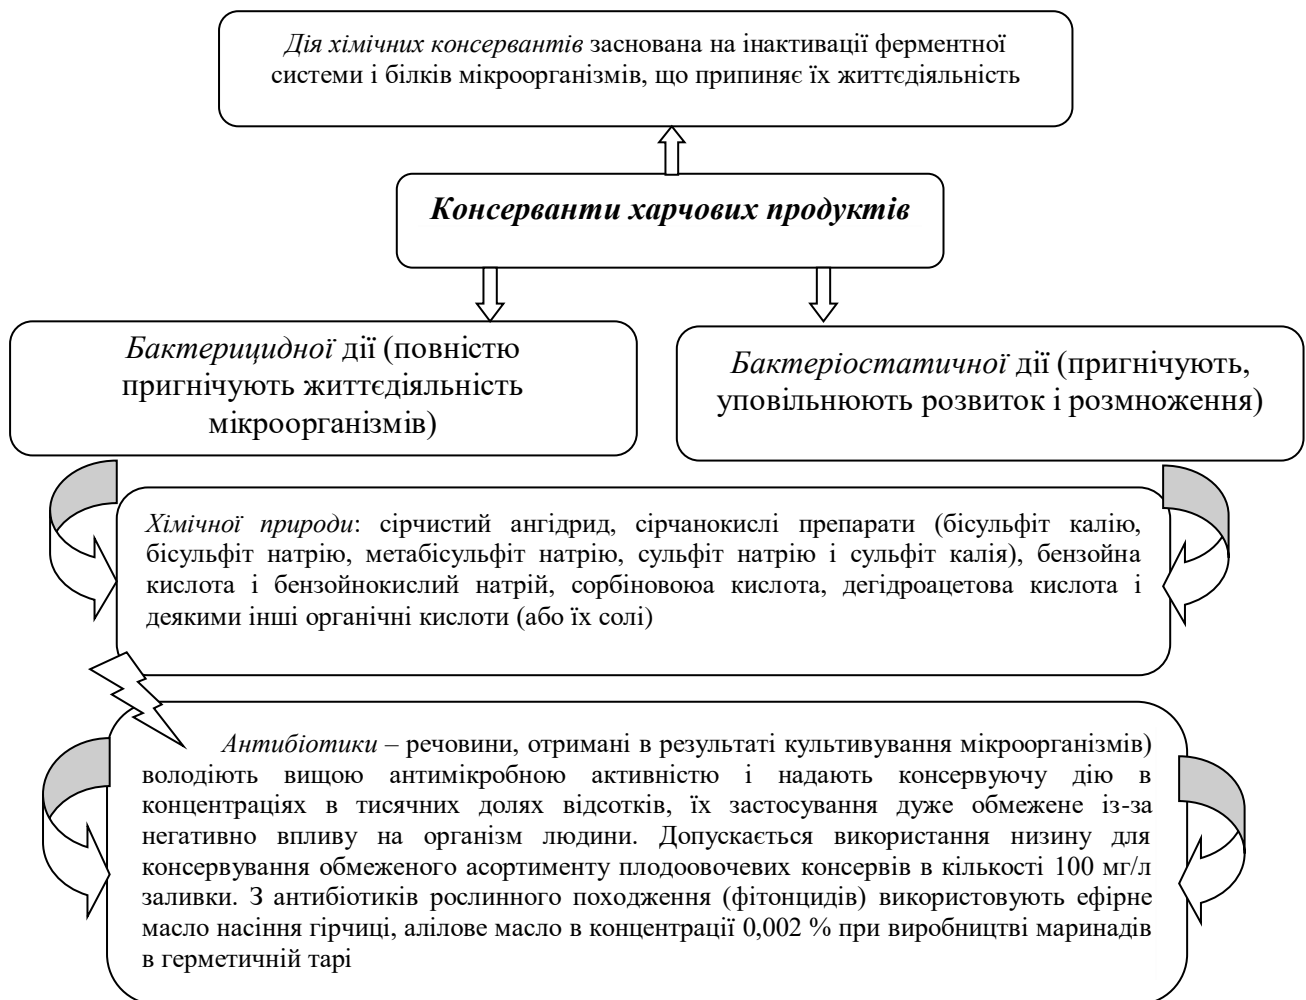 Дія хімічних консервантів заснована на інактивації ферментної
системи і білків мікроорганізмів, що припиняє їх життєдіяльність
Консерванти харчових продуктів
Бактерицидної дії (повністю
пригнічують життєдіяльність
мікроорганізмів)
Бактеріостатичної дії (пригнічують,
уповільнюють розвиток і розмноження)
Хімічної природи: сірчистий ангідрид, сірчанокислі препарати (бісульфіт калію,
бісульфіт натрію, метабісульфіт натрію, сульфіт натрію і сульфіт калія), бензойна
кислота і бензойнокислий натрій, сорбіновоюа кислота, дегідроацетова кислота і
деякими інші органічні кислоти (або їх солі)
Антибіотики – речовини, отримані в результаті культивування мікроорганізмів)
володіють вищою антимікробною активністю і надають консервуючу дію в
концентраціях в тисячних долях відсотків, їх застосування дуже обмежене із-за
негативно впливу на організм людини. Допускається використання низину для
консервування обмеженого асортименту плодоовочевих консервів в кількості 100 мг/л
заливки. З антибіотиків рослинного походження (фітонцидів) використовують ефірне
масло насіння гірчиці, алілове масло в концентрації 0,002 % при виробництві маринадів
в герметичній тарі